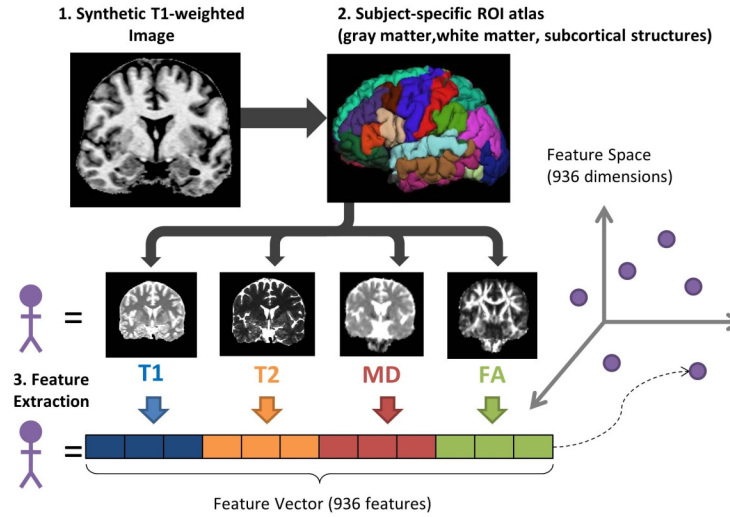 1. Synthetic T1-weighted
Image
2. Subject-specific ROI atlas
(gray matter,white matter, subcortical structures)
Feature Space
(936 dimensions)
=
T1 T2 MD FA
3. Feature
Extraction
=
Feature Vector (936 features)